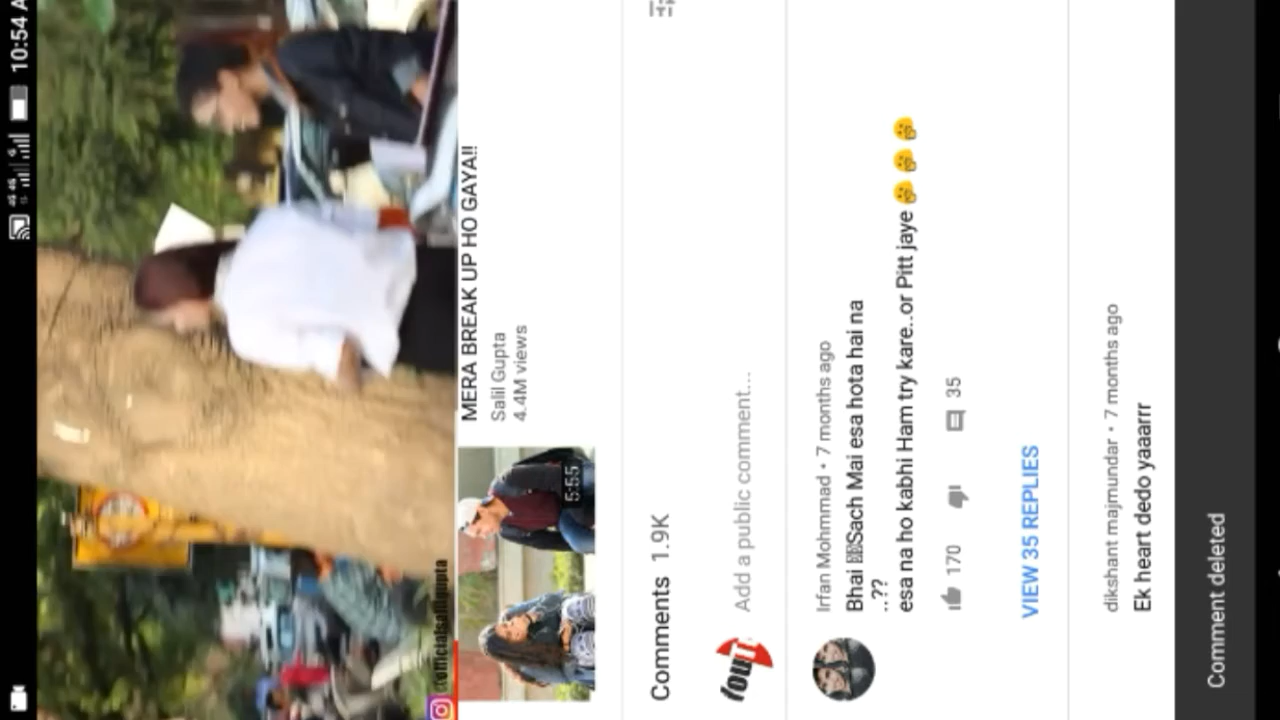 10:54 A
@officialsalilgupta
MERA BREAK UP HO GAYA!!
Salil Gupta
4.4M views
5:55
Comments 1.9K
Add a public comment...
Irfan Mohmmad • 7 months ago
Bhai Sach Mai esa hota hai na
..??
esa na ho kabhi Ham try kare..or Pitt jaye 🤔 🤔 🤔
170 35
VIEW 35 REPLIES
dikshant majmundar • 7 months ago
Ek heart dedo yaaarrr
Comment deleted